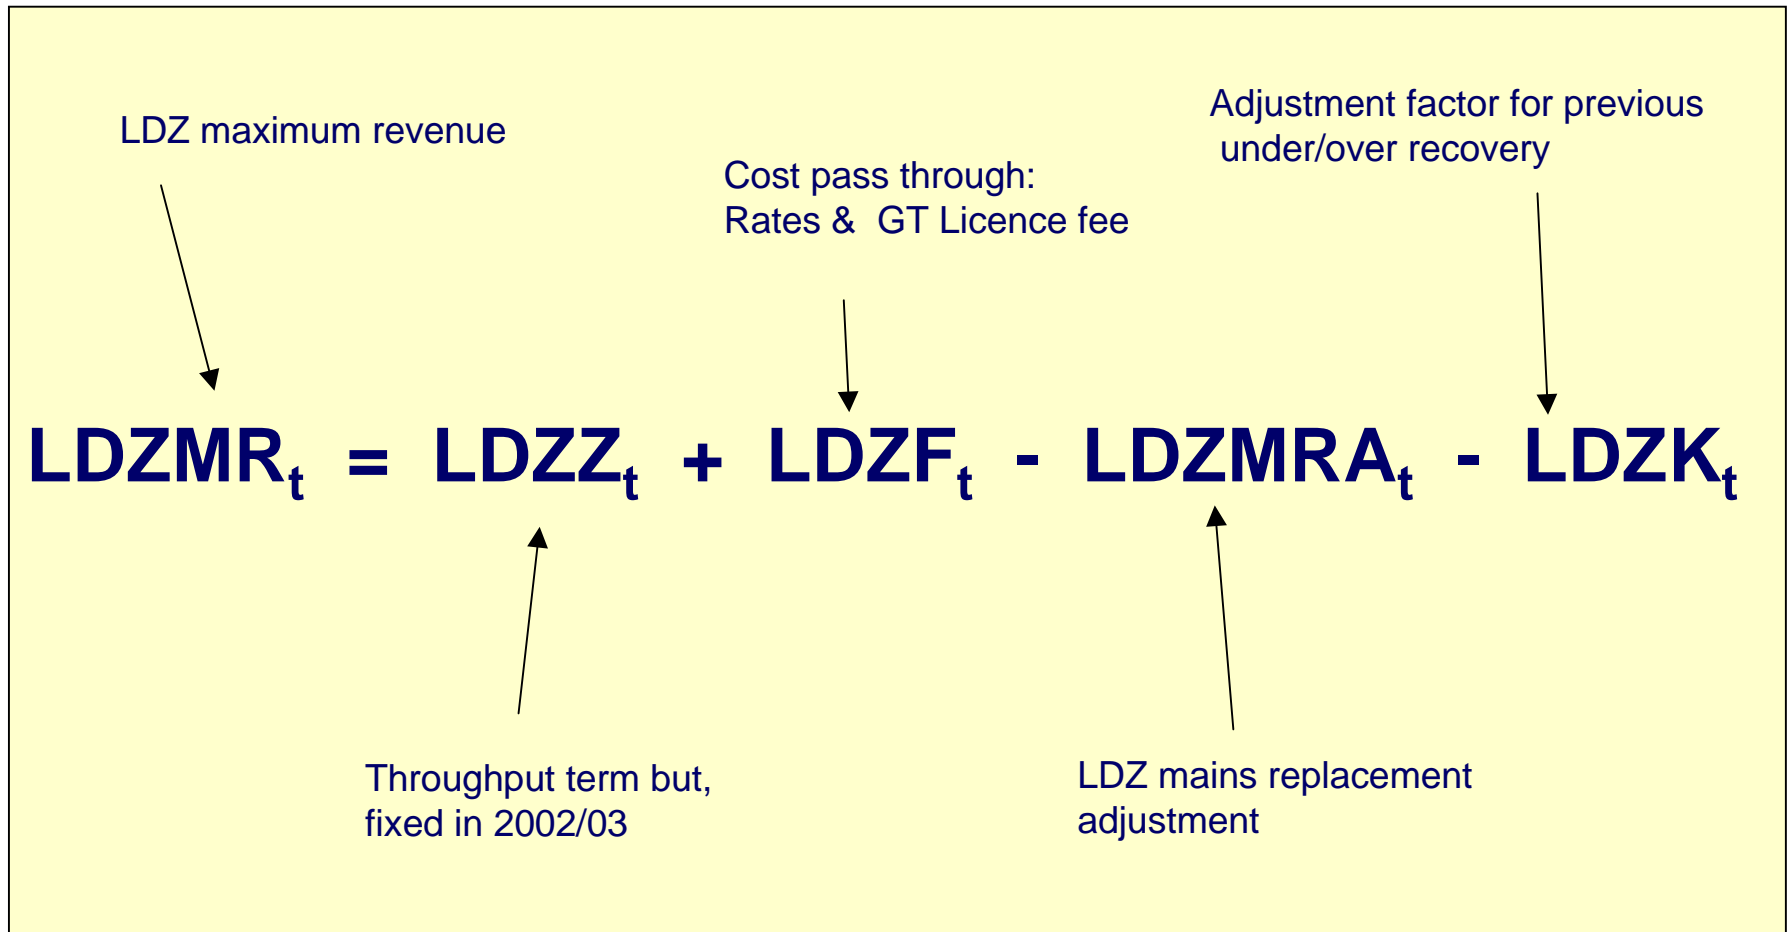 LDZ maximum revenue
Adjustment factor for previous
under/over recovery
Cost pass through:
Rates & GT Licence fee
LDZMRt = LDZZt + LDZFt - LDZMRAt - LDZKt
Throughput term but,
fixed in 2002/03
LDZ mains replacement
adjustment